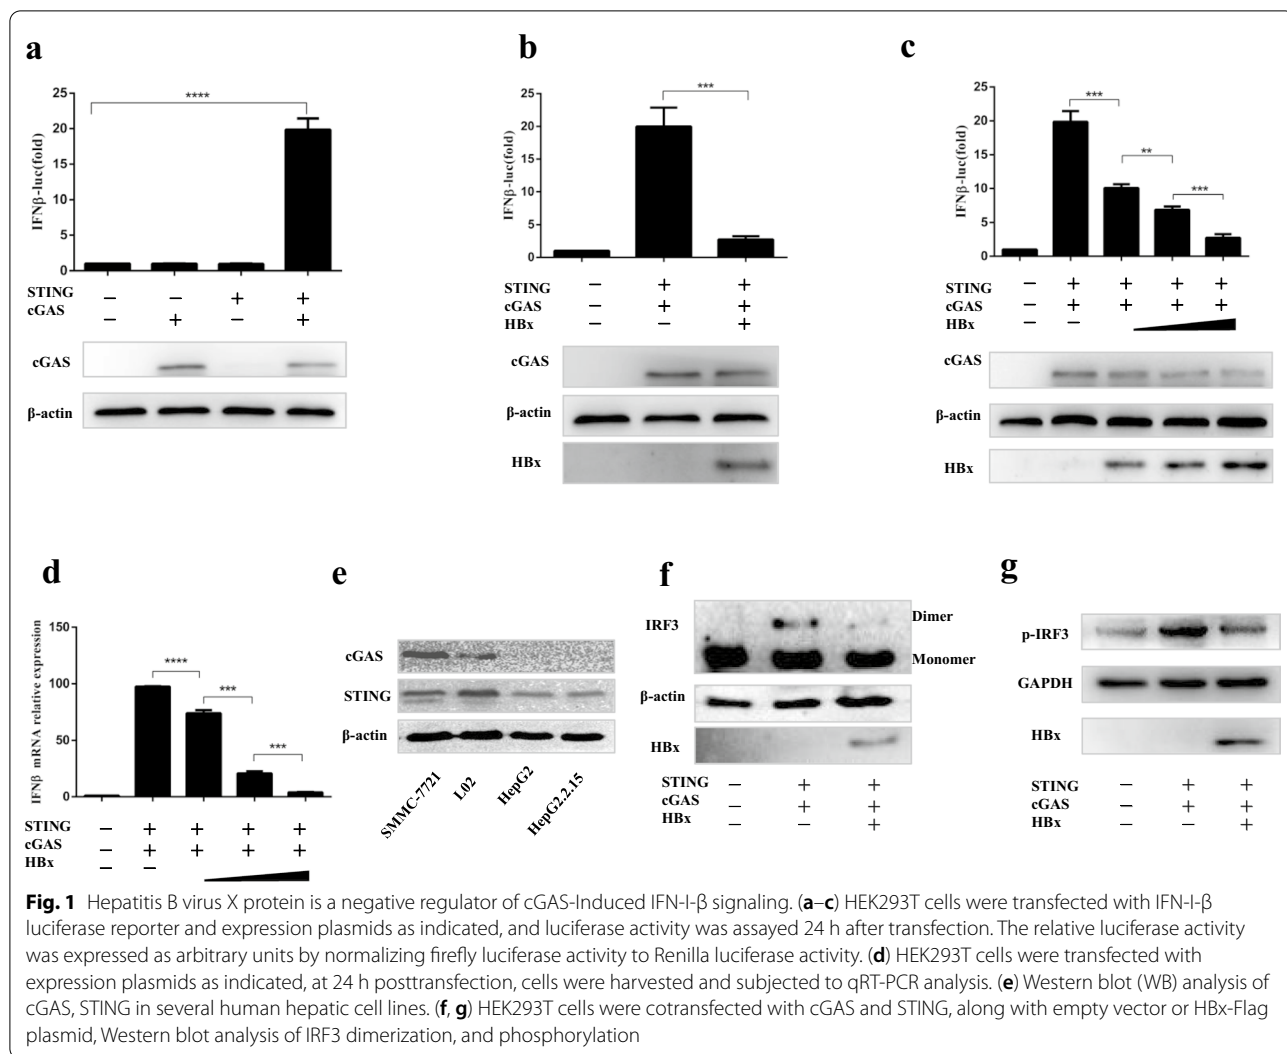 a
****
IFNβ-luc(fold)
25
20
15
10
5
0
STING – – + +
cGAS – + – +
cGAS
β-actin
b
***
IFNβ-luc(fold)
25
20
15
10
5
0
STING – + +
cGAS – + +
HBx – – +
cGAS
β-actin
HBx
c
***
**
***
IFNβ-luc(fold)
25
20
15
10
5
0
STING – + + + +
cGAS – + + + +
HBx – –
cGAS
β-actin
HBx
d
****
***
***
IFNβ mRNA relative expression
150
100
50
0
STING – + + + +
cGAS – + + + +
HBx – –
e
cGAS
STING
β-actin
SMMC-7721
L02
HepG2
HepG2.2.15
f
IRF3
Dimer
Monomer
β-actin
HBx
STING – + +
cGAS – + +
HBx – – +
g
p-IRF3
GAPDH
HBx
STING – + +
cGAS – + +
HBx – – +
Fig. 1 Hepatitis B virus X protein is a negative regulator of cGAS-Induced IFN-I-β signaling. (a–c) HEK293T cells were transfected with IFN-I-β
luciferase reporter and expression plasmids as indicated, and luciferase activity was assayed 24 h after transfection. The relative luciferase activity
was expressed as arbitrary units by normalizing firefly luciferase activity to Renilla luciferase activity. (d) HEK293T cells were transfected with
expression plasmids as indicated, at 24 h posttransfection, cells were harvested and subjected to qRT-PCR analysis. (e) Western blot (WB) analysis of
cGAS, STING in several human hepatic cell lines. (f, g) HEK293T cells were cotransfected with cGAS and STING, along with empty vector or HBx-Flag
plasmid, Western blot analysis of IRF3 dimerization, and phosphorylation